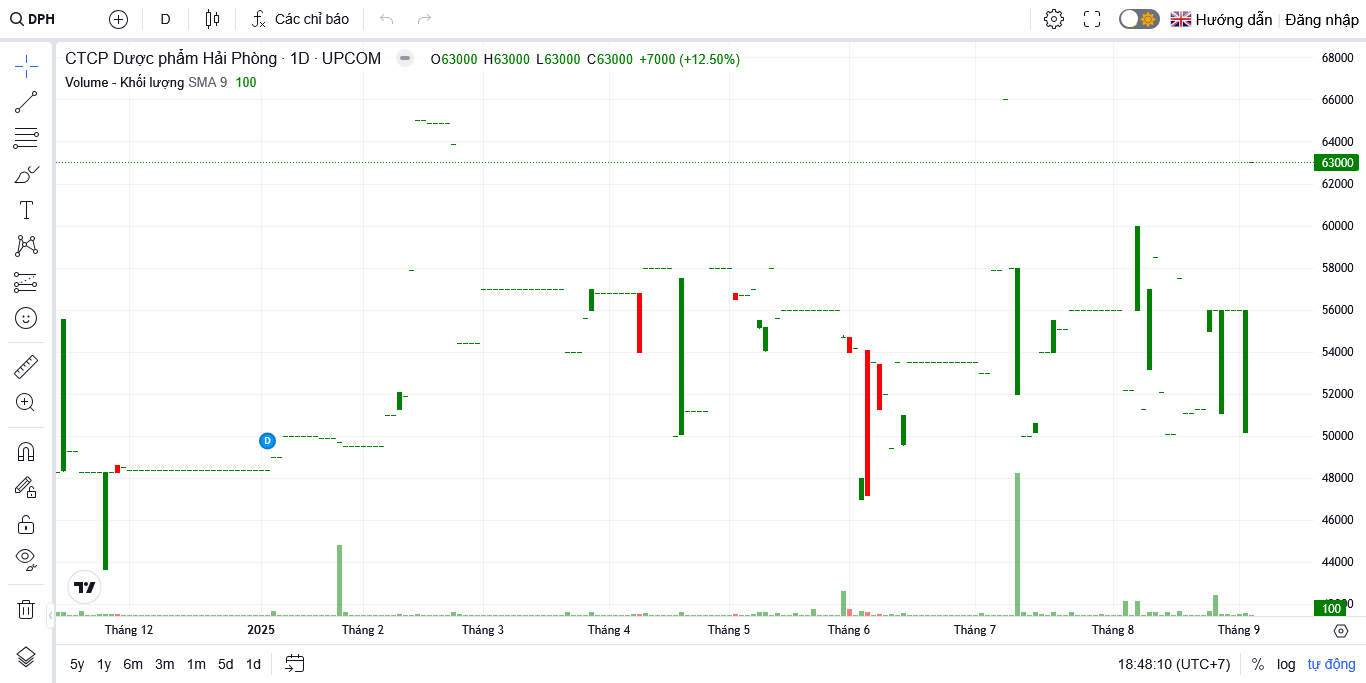 DPH D Các chỉ báo Hướng dẫn Đăng nhập
CTCP Dược phẩm Hải Phòng · 1D · UPCOM O63000 H63000 L63000 C63000 +7000 (+12.50%)
Volume - Khối lượng SMA 9 100
68000
66000
64000
63000
62000
60000
58000
56000
54000
52000
50000
48000
46000
44000
100
D
Tháng 12 2025 Tháng 2 Tháng 3 Tháng 4 Tháng 5 Tháng 6 Tháng 7 Tháng 8 Tháng 9
5y 1y 6m 3m 1m 5d 1d 18:48:10 (UTC+7) % log tự động